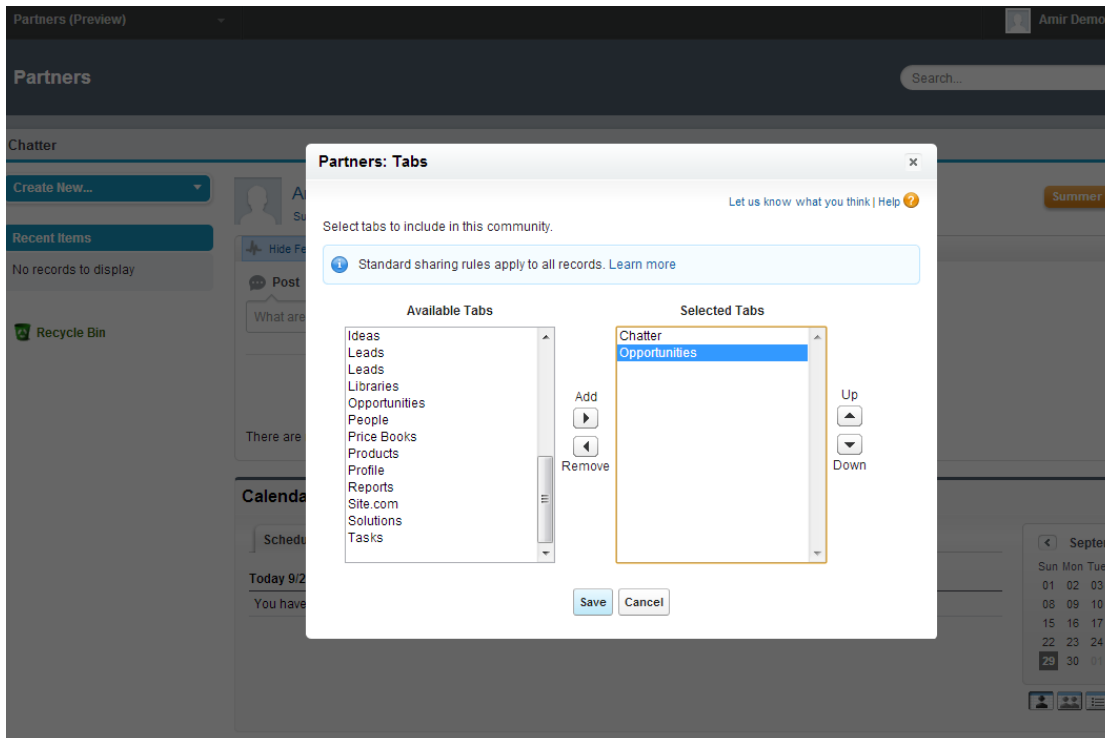 Partners (Preview)
Amir Demo
Partners
Search...
Chatter
Create New...
Recent Items
No records to display
Recycle Bin
Summer
Hide Fe
Post
What are
There are
Calenda
Schedu
Today 9/2
You have
Partners: Tabs
Let us know what you think | Help
Select tabs to include in this community.
Standard sharing rules apply to all records. Learn more
Available Tabs
Ideas
Leads
Leads
Libraries
Opportunities
People
Price Books
Products
Profile
Reports
Site.com
Solutions
Tasks
Add
Remove
Selected Tabs
Chatter
Opportunities
Up
Down
Save Cancel
Septe
Sun Mon Tue
01 02 03
08 09 10
15 16 17
22 23 24
29 30 01